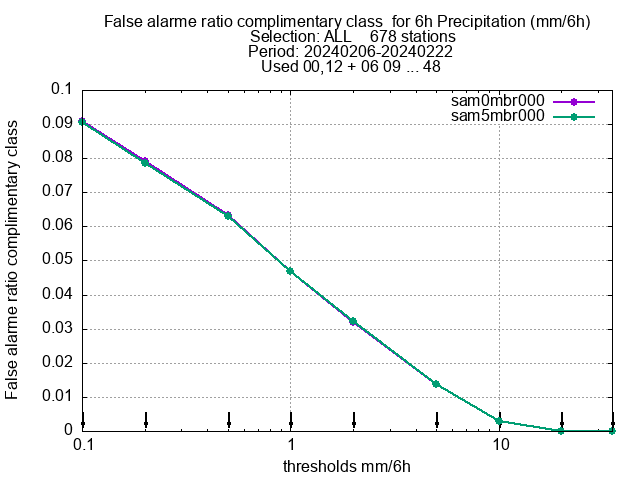 False alarme ratio complimentary class  for 6h Precipitation (mm/6h)
Selection: ALL    678 stations
Period: 20240206-20240222
Used 00,12 + 06 09 ... 48
sam0mbr000
sam5mbr000
False alarme ratio complimentary class
0.1
0.09
0.08
0.07
0.06
0.05
0.04
0.03
0.02
0.01
0
0.1 1 10
thresholds mm/6h